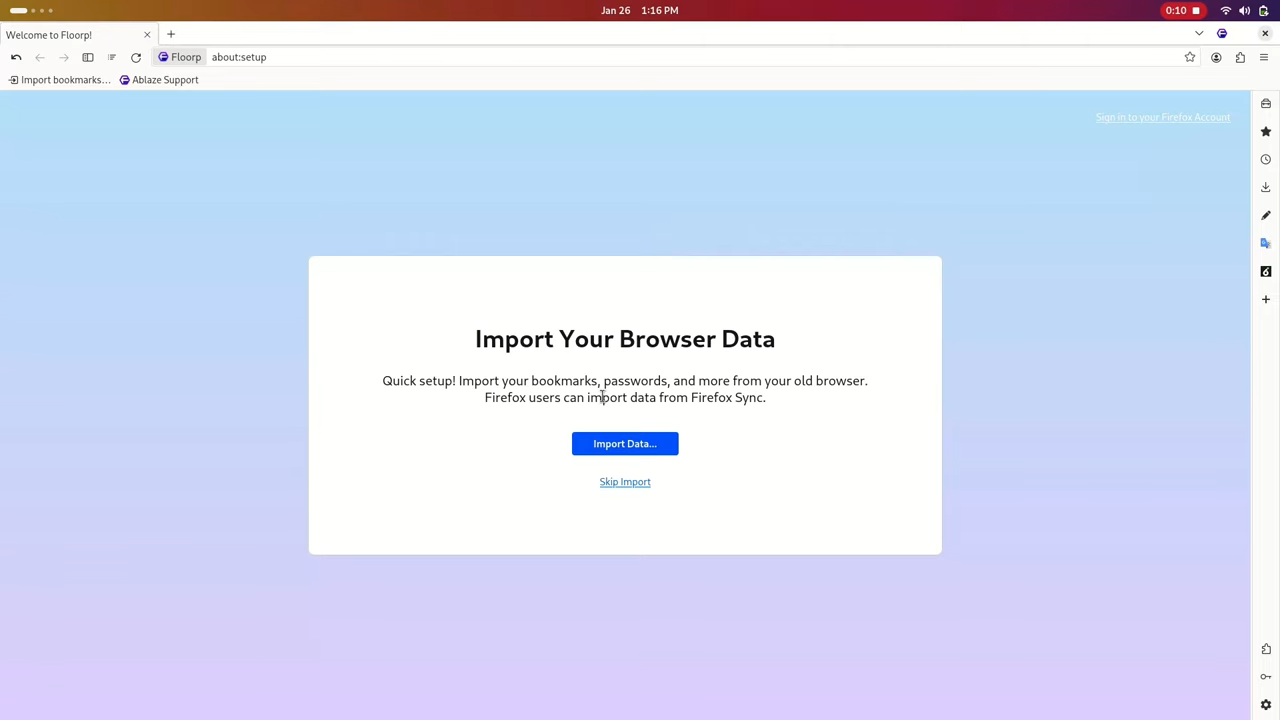 Jan 26 1:16 PM
0:10
Welcome to Floorp!
Floorp about:setup
Import bookmarks... Ablaze Support
Sign in to your Firefox Account
Import Your Browser Data
Quick setup! Import your bookmarks, passwords, and more from your old browser.
Firefox users can import data from Firefox Sync.
Import Data...
Skip Import